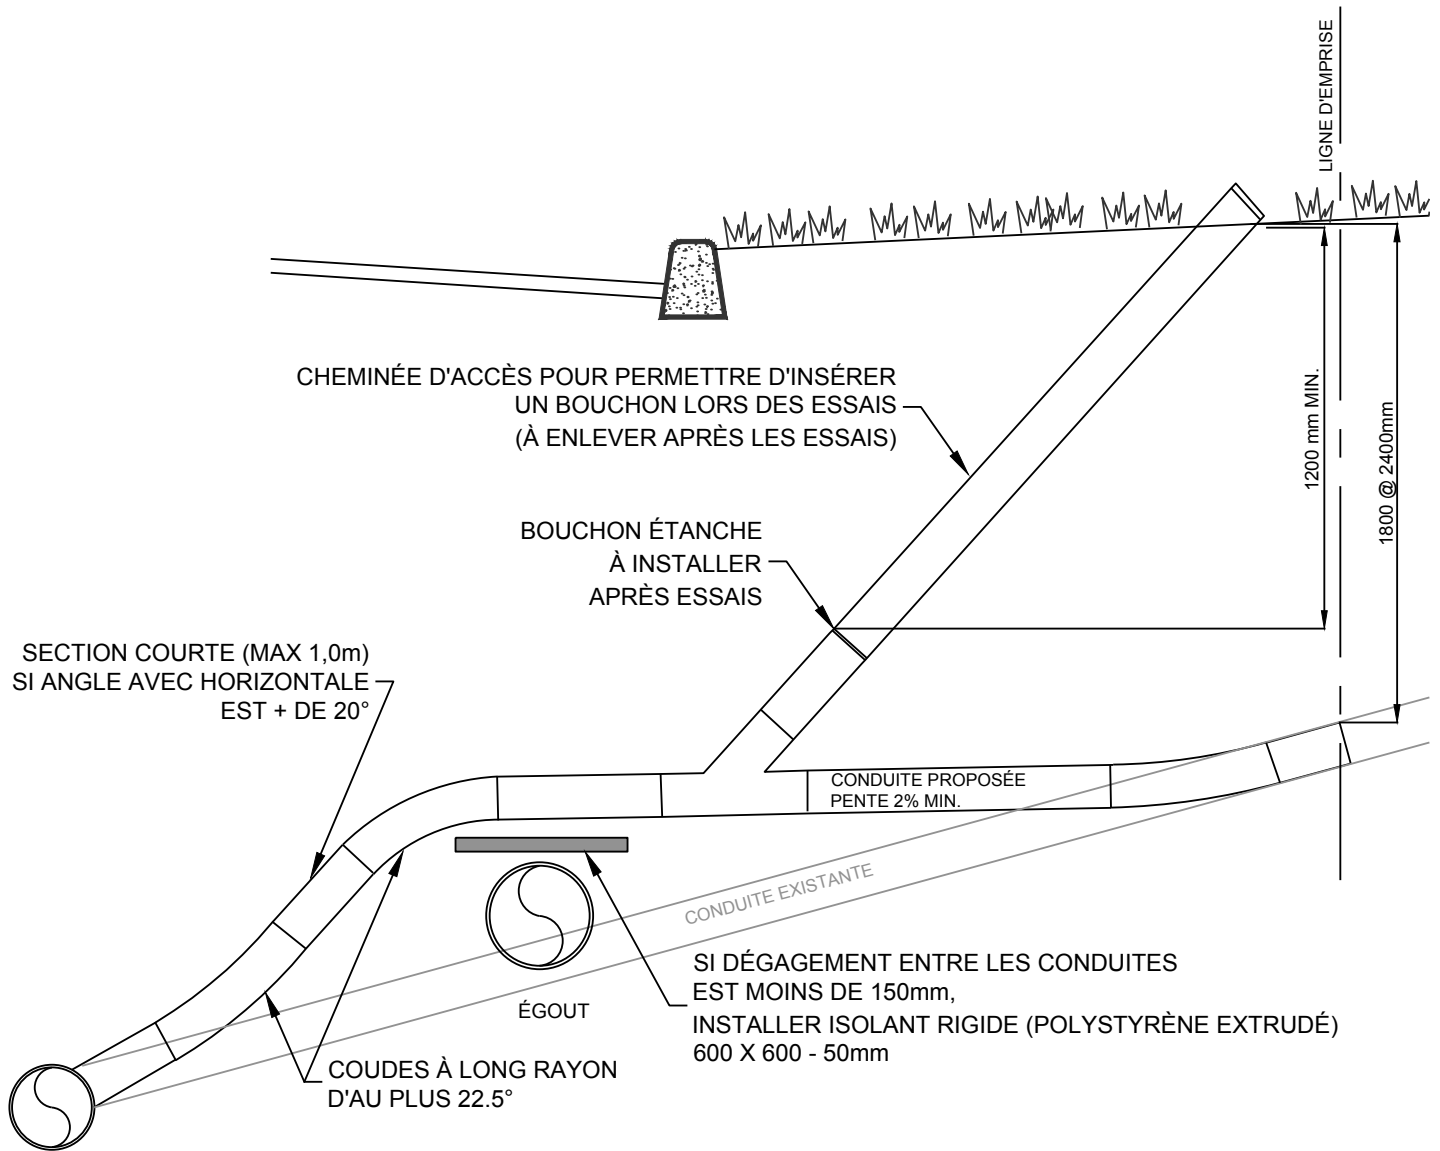 LIGNE D'EMPRISE
CHEMINÉE D'ACCÈS POUR PERMETTRE D'INSÉRER
UN BOUCHON LORS DES ESSAIS
(À ENLEVER APRÈS LES ESSAIS)
1200 mm MIN.
1800 @ 2400mm
BOUCHON ÉTANCHE
À INSTALLER
APRÈS ESSAIS
SECTION COURTE (MAX 1,0m)
SI ANGLE AVEC HORIZONTALE
EST + DE 20°
CONDUITE PROPOSÉE
PENTE 2% MIN.
CONDUITE EXISTANTE
SI DÉGAGEMENT ENTRE LES CONDUITES
EST MOINS DE 150mm,
INSTALLER ISOLANT RIGIDE (POLYSTYRÈNE EXTRUDÉ)
600 X 600 - 50mm
ÉGOUT
COUDES À LONG RAYON
D'AU PLUS 22.5°